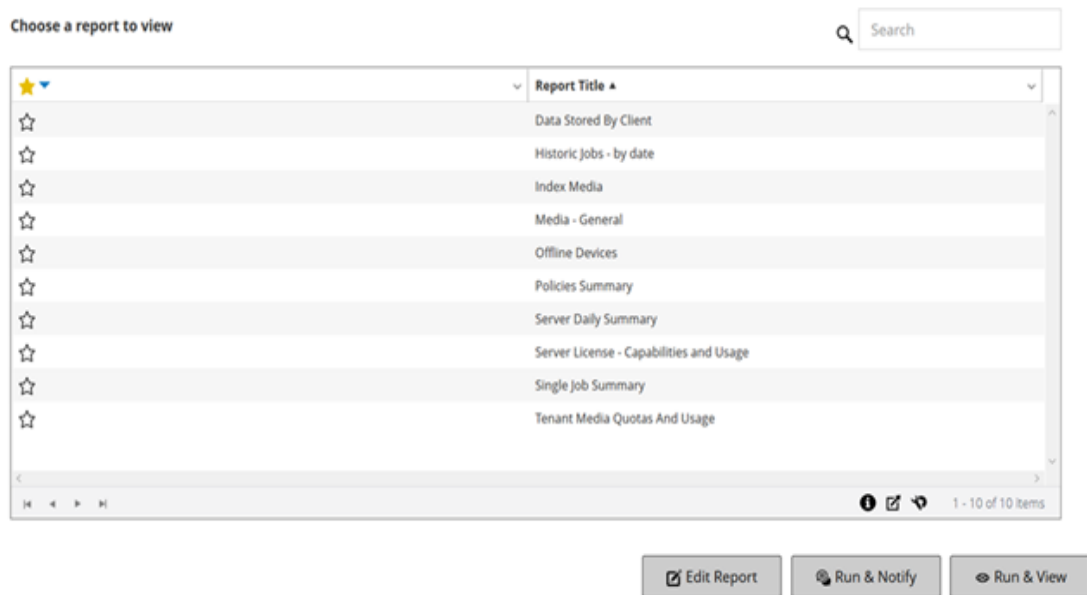 Choose a report to view
Search
Report Title
Data Stored By Client
Historic Jobs - by date
Index Media
Media - General
Offline Devices
Policies Summary
Server Daily Summary
Server License - Capabilities and Usage
Single Job Summary
Tenant Media Quotas And Usage
1 - 10 of 10 items
Edit Report
Run & Notify
Run & View